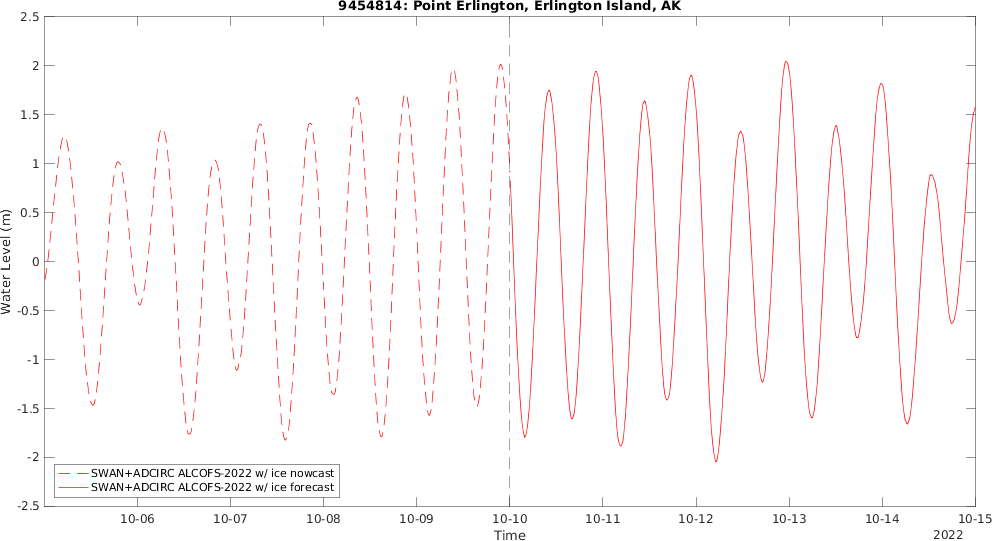 9454814: Point Erlington, Erlington Island, AK
2.5
2
1.5
1
0.5
0
-0.5
-1
-1.5
-2
-2.5
Water Level (m)
SWAN+ADCIRC ALCOFS-2022 w/ ice nowcast
SWAN+ADCIRC ALCOFS-2022 w/ ice forecast
10-06 10-07 10-08 10-09 10-10 10-11 10-12 10-13 10-14 10-15
Time
2022